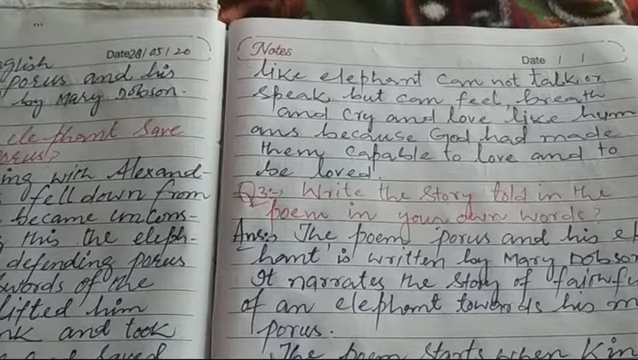 Date 28/05/20
glish
porus and his
by Mary Dobson.
elephant save
porus?
ing with Alexand-
fell down from
became uncons-
this the eleph-
defending porus
words of the
lifted him
nk and took
saved
Notes
Date / /
like elephant can not talk or
speak but can feel, breath
and cry and love like hum
ans because God had made
them capable to love and to
be loved.
Q3:-> Write the story told in the
poem in your own words?
Ans:-> The poem 'porus and his el
hant' is written by Mary Dobson
It narrates the story of faithful
of an elephant towards his m
porus.
The poem starts when Kin